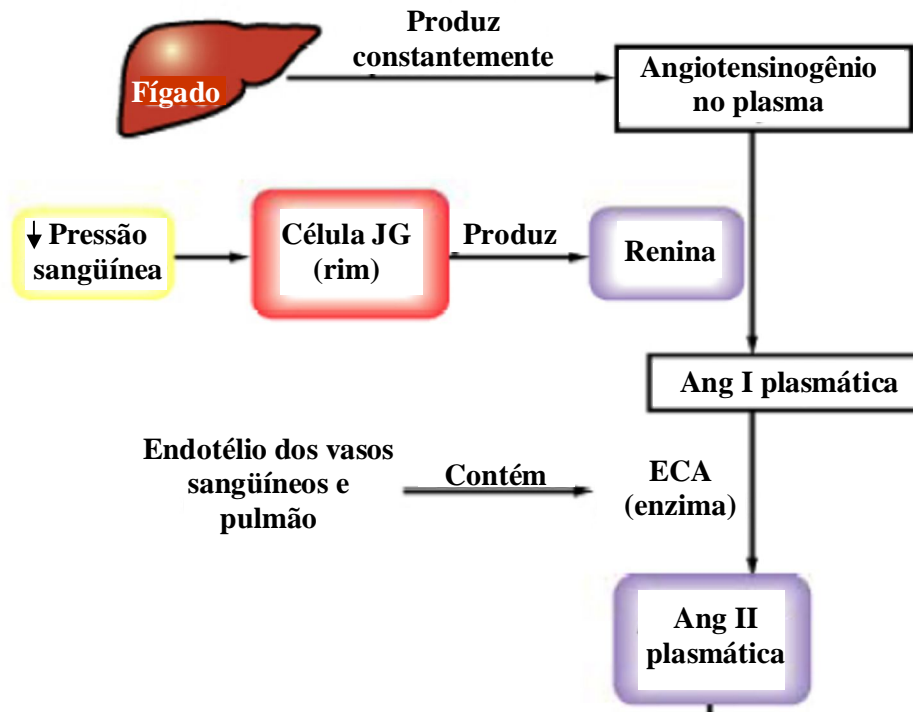 Produz
constantemente
Fígado
Angiotensinogênio
no plasma
↓ Pressão
sangüínea
Célula JG
(rim)
Produz
Renina
Ang I plasmática
Endotélio dos vasos
sangüíneos e
pulmão
Contém
ECA
(enzima)
Ang II
plasmática